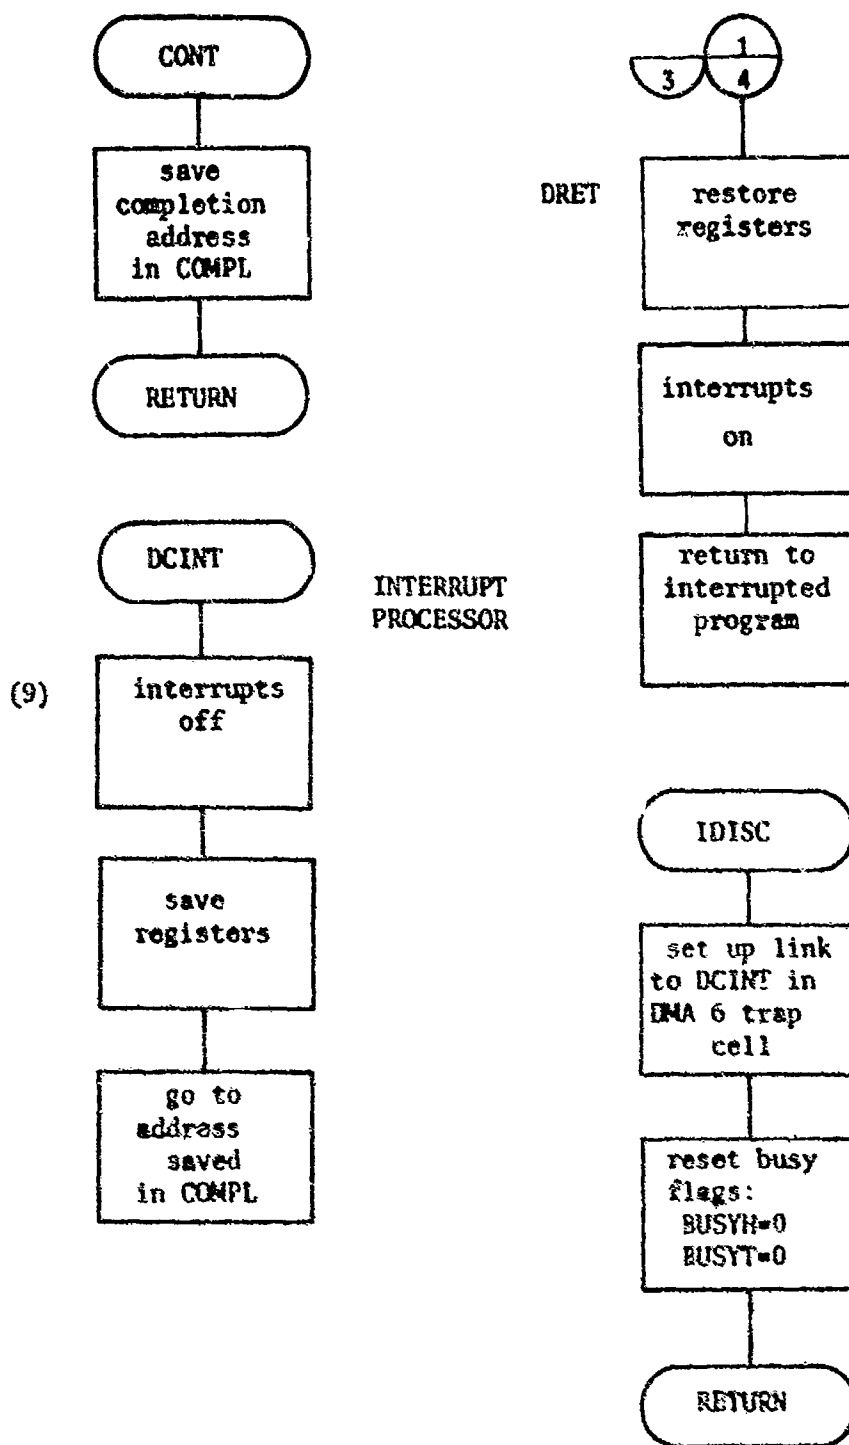 CONT
save
completion
address
in COMPL
RETURN
DCINT
INTERRUPT
PROCESSOR
(9)
interrupts
off
save
registers
go to
address
saved
in COMPL
1
3
4
DRET
restore
registers
interrupts
on
return to
interrupted
program
IDISC
set up link
to DCINT in
DMA 6 trap
cell
reset busy
flags:
BUSYH=0
BUSYT=0
RETURN